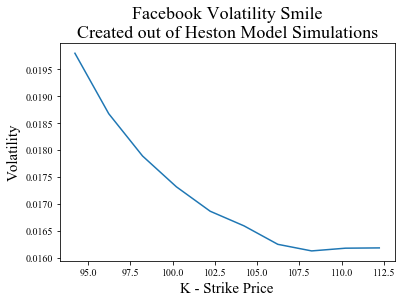 Facebook Volatility Smile
Created out of Heston Model Simulations
Volatility
0.0195
0.0190
0.0185
0.0180
0.0175
0.0170
0.0165
0.0160
95.0 97.5 100.0 102.5 105.0 107.5 110.0 112.5
K - Strike Price